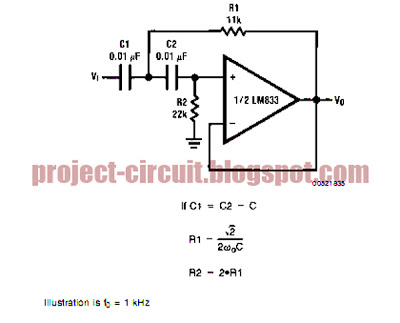 R1
11k
C1
0.01 µF
C2
0.01 µF
VI
R2
22k
+
1/2 LM833
−
VO
project-circuit.blogspot.com
00521835
If C1 = C2 − C
R1 − √2
2ω₀C
R2 − 2•R1
Illustration is f₀ = 1 kHz